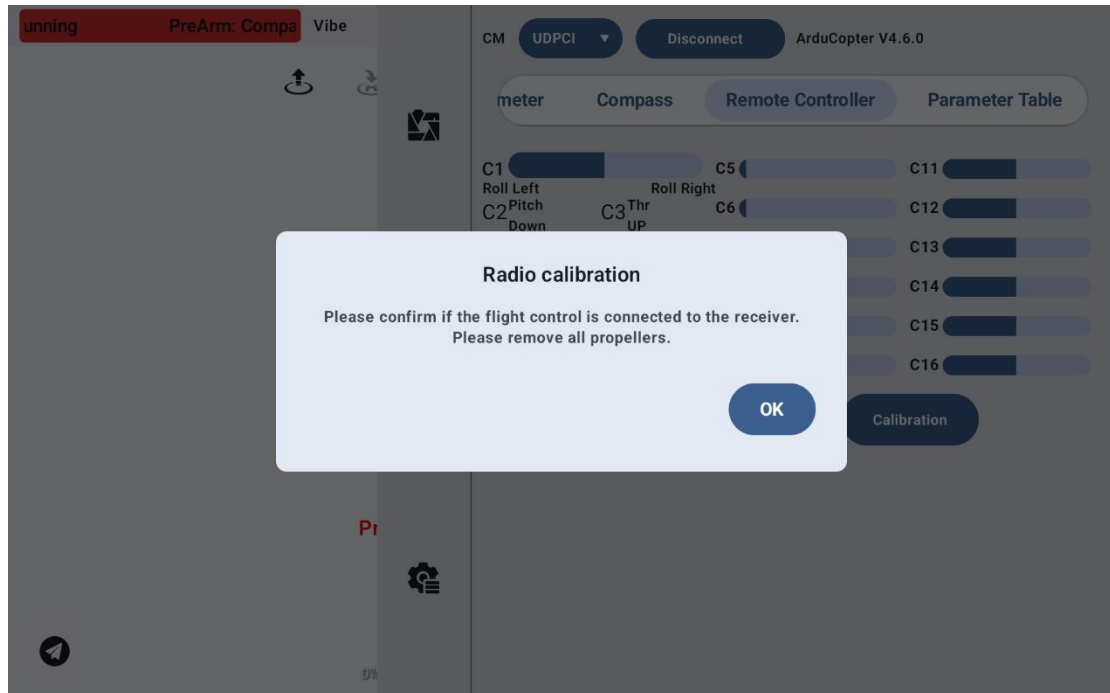 unning PreArm: Compa Vibe
CM UDPCI Disconnect ArduCopter V4.6.0
meter Compass Remote Controller Parameter Table
C1 C5 C11
Roll Left Roll Right
C2 Pitch Down C3 Thr UP C6 C12
C13
Radio calibration
C14
Please confirm if the flight control is connected to the receiver.
C15
Please remove all propellers.
C16
OK
Calibration
Pr
0%